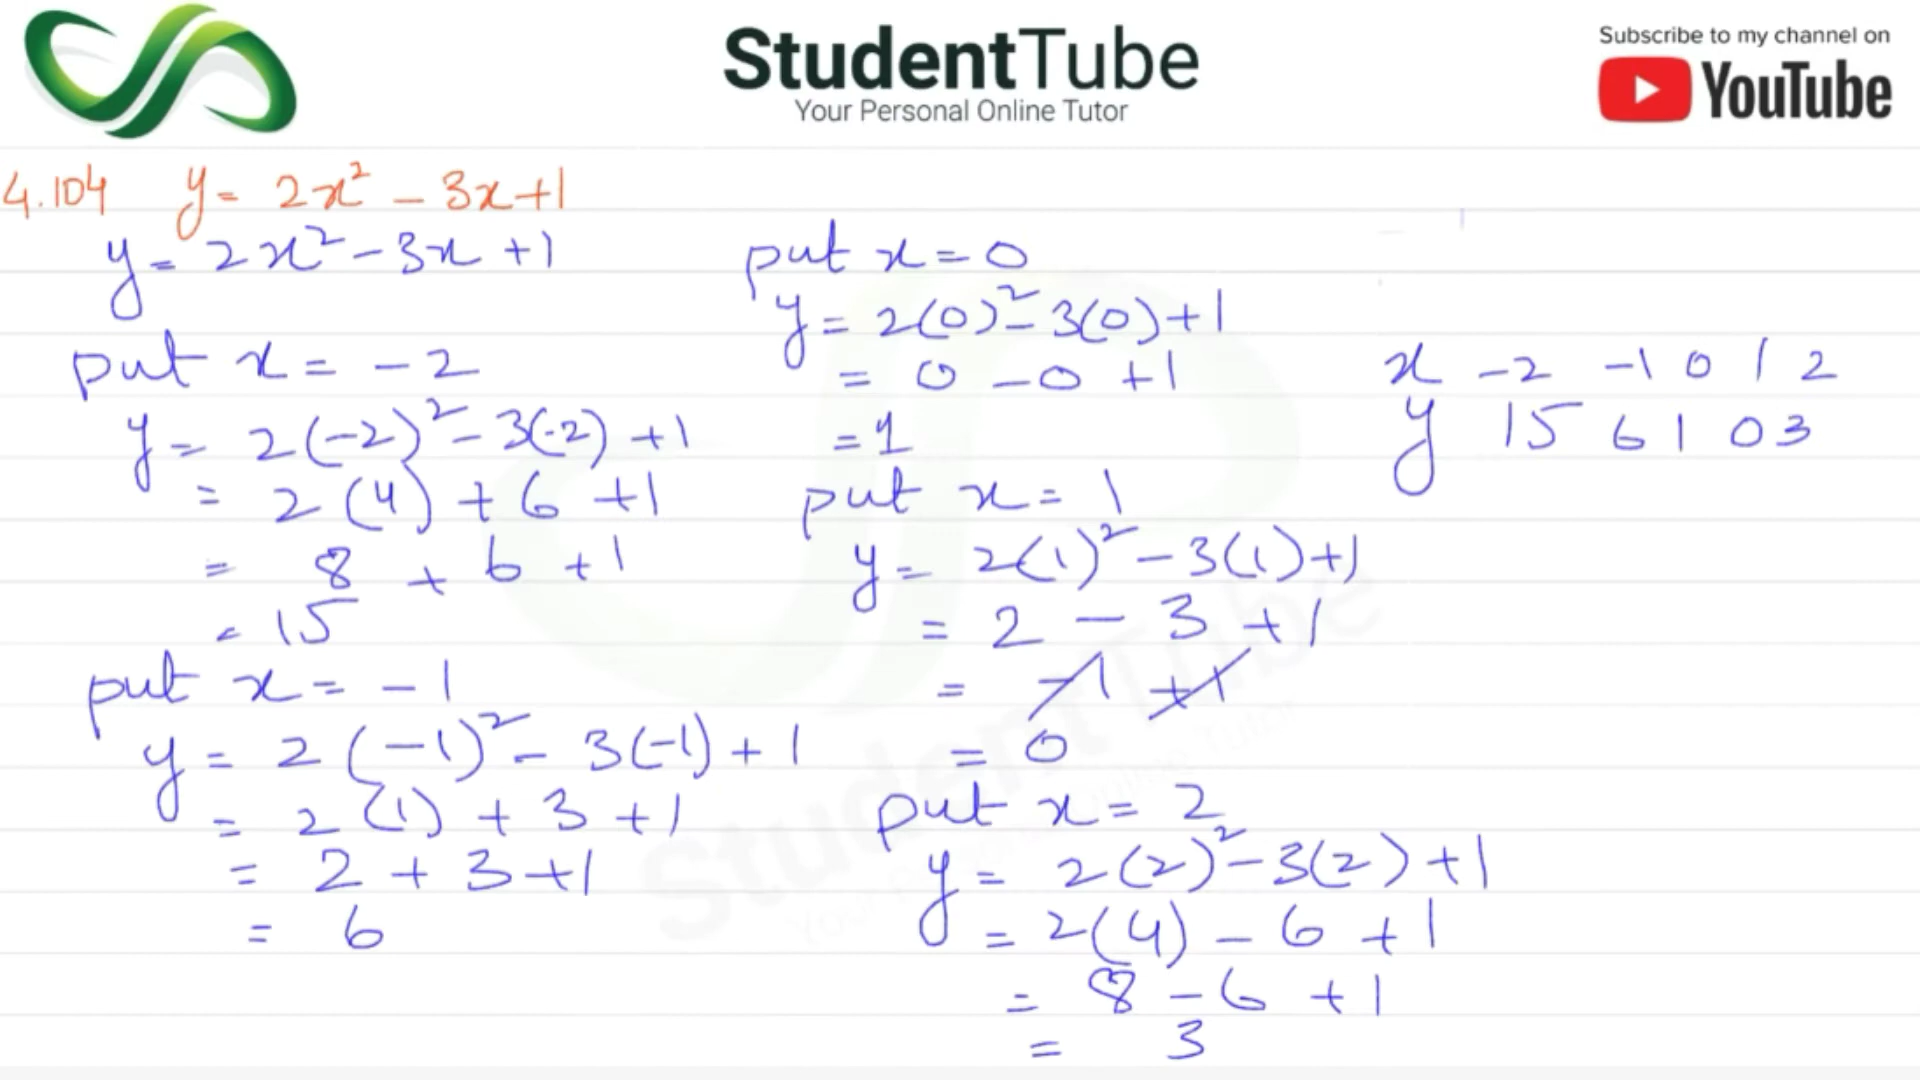 StudentTube
Your Personal Online Tutor
Subscribe to my channel on
YouTube
4.104 y = 2x² - 3x + 1
y = 2x² - 3x + 1
put x = -2
y = 2(-2)² - 3(-2) + 1
= 2(4) + 6 + 1
= 8 + 6 + 1
= 15
put x = -1
y = 2(-1)² - 3(-1) + 1
= 2(1) + 3 + 1
= 2 + 3 + 1
= 6
put x = 0
y = 2(0)² - 3(0) + 1
= 0 - 0 + 1
= 1
put x = 1
y = 2(1)² - 3(1) + 1
= 2 - 3 + 1
= -1 + 1
= 0
put x = 2
y = 2(2)² - 3(2) + 1
= 2(4) - 6 + 1
= 8 - 6 + 1
= 3
x -2 -1 0 1 2
y 15 6 1 0 3
StudentTube
Your Personal Online Tutor